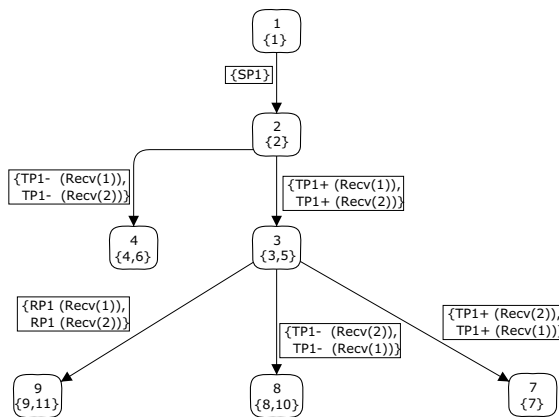 1
{1}
{SP1}
2
{2}
{TP1-  (Recv(1)),
TP1-  (Recv(2))}
{TP1+ (Recv(1)),
TP1+ (Recv(2))}
4
{4,6}
3
{3,5}
{RP1 (Recv(1)),
RP1 (Recv(2))}
{TP1-  (Recv(2)),
TP1-  (Recv(1))}
{TP1+ (Recv(2)),
TP1+ (Recv(1))}
9
{9,11}
8
{8,10}
7
{7}